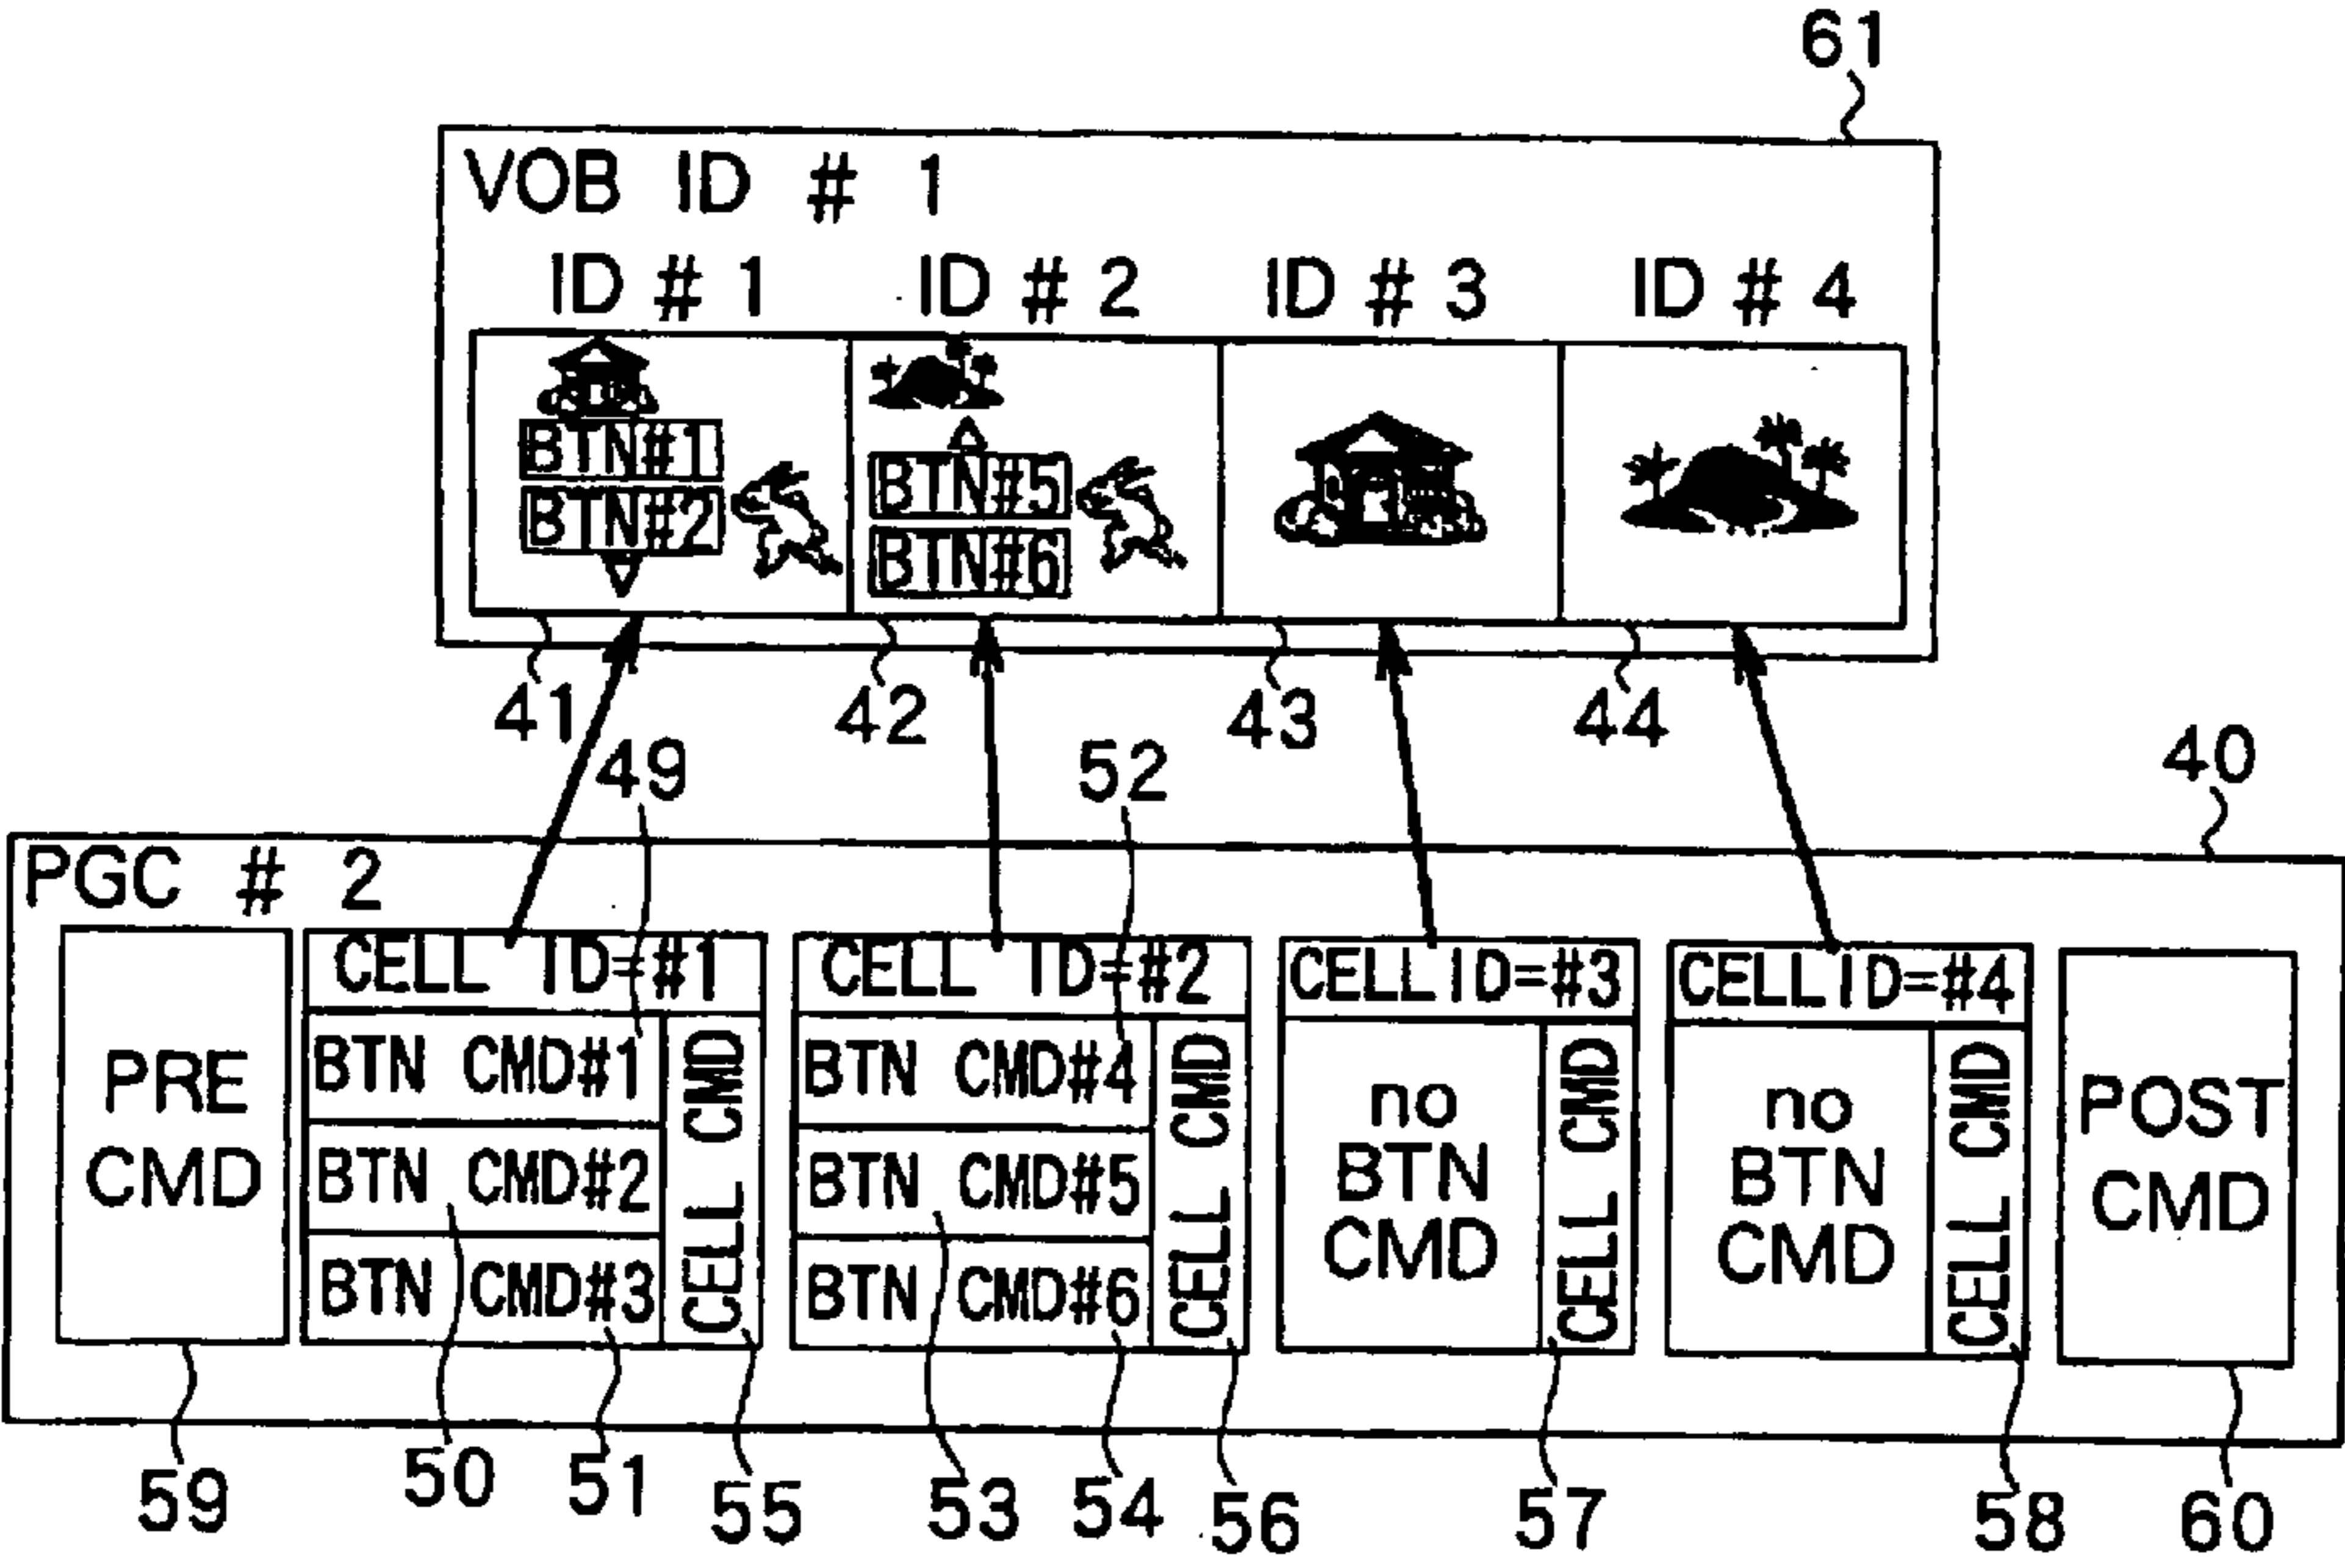 61
VOB ID # 1
ID # 1 ID # 2 ID # 3 ID # 4
BTN#1
BTN#2
BTN#5
BTN#6
41 42 43 44
49 52 40
PGC # 2
PRE
CMD
CELL ID=#1
BTN CMD#1
BTN CMD#2
BTN CMD#3
CELL CMD
CELL ID=#2
BTN CMD#4
BTN CMD#5
BTN CMD#6
CELL CMD
CELL ID=#3
no
BTN
CMD
CELL CMD
CELL ID=#4
no
BTN
CMD
CELL CMD
POST
CMD
59 50 51 55 53 54 56 57 58 60